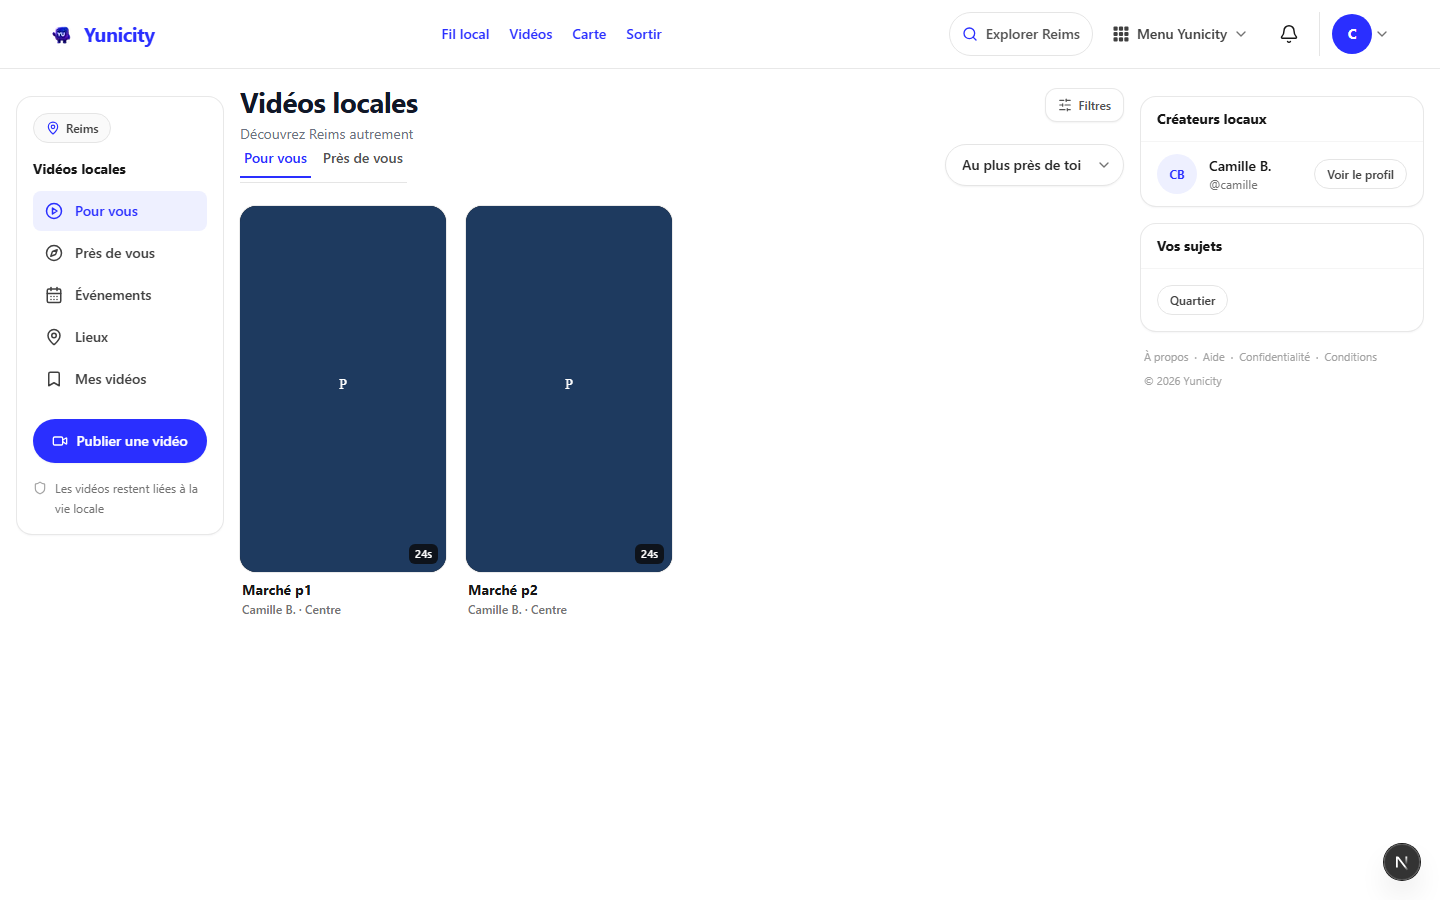 Yunicity
Fil local
Vidéos
Carte
Sortir
Explorer Reims
Menu Yunicity
C
Reims
Vidéos locales
Pour vous
Près de vous
Événements
Lieux
Mes vidéos
Publier une vidéo
Les vidéos restent liées à la
vie locale
Vidéos locales
Découvrez Reims autrement
Pour vous
Près de vous
Filtres
Au plus près de toi
P
24s
Marché p1
Camille B. · Centre
P
24s
Marché p2
Camille B. · Centre
Créateurs locaux
CB
Camille B.
@camille
Voir le profil
Vos sujets
Quartier
À propos · Aide · Confidentialité · Conditions
© 2026 Yunicity
N